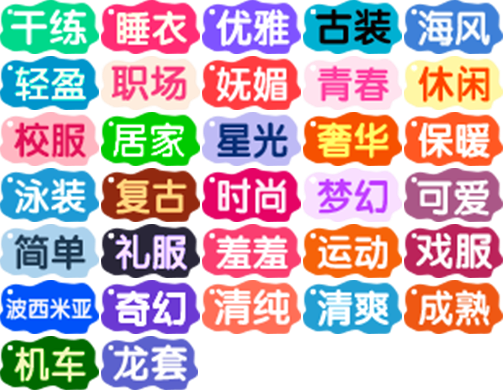 干练 睡衣 优雅 古装 海风
轻盈 职场 妩媚 青春 休闲
校服 居家 星光 奢华 保暖
泳装 复古 时尚 梦幻 可爱
简单 礼服 羞羞 运动 戏服
波西米亚 奇幻 清纯 清爽 成熟
机车 龙套